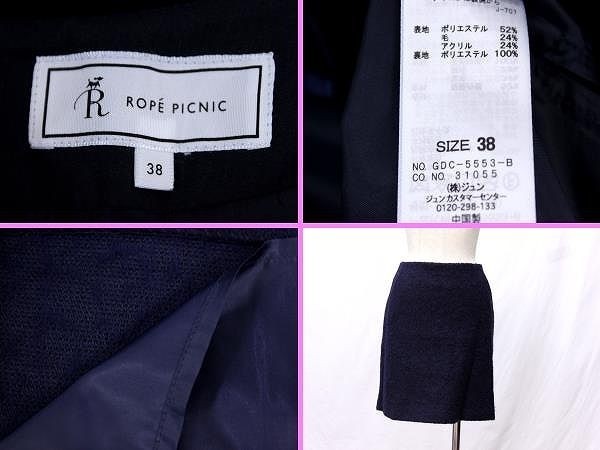 R
ROPÉ PICNIC
38
J-701
表地 ポリエステル 52%
毛 24%
アクリル 24%
裏地 ポリエステル 100%
SIZE 38
NO. GDC-5553-B
CO. NO. 31055
(株)ジュン
ジュンカスタマーセンター
0120-298-133
中国製